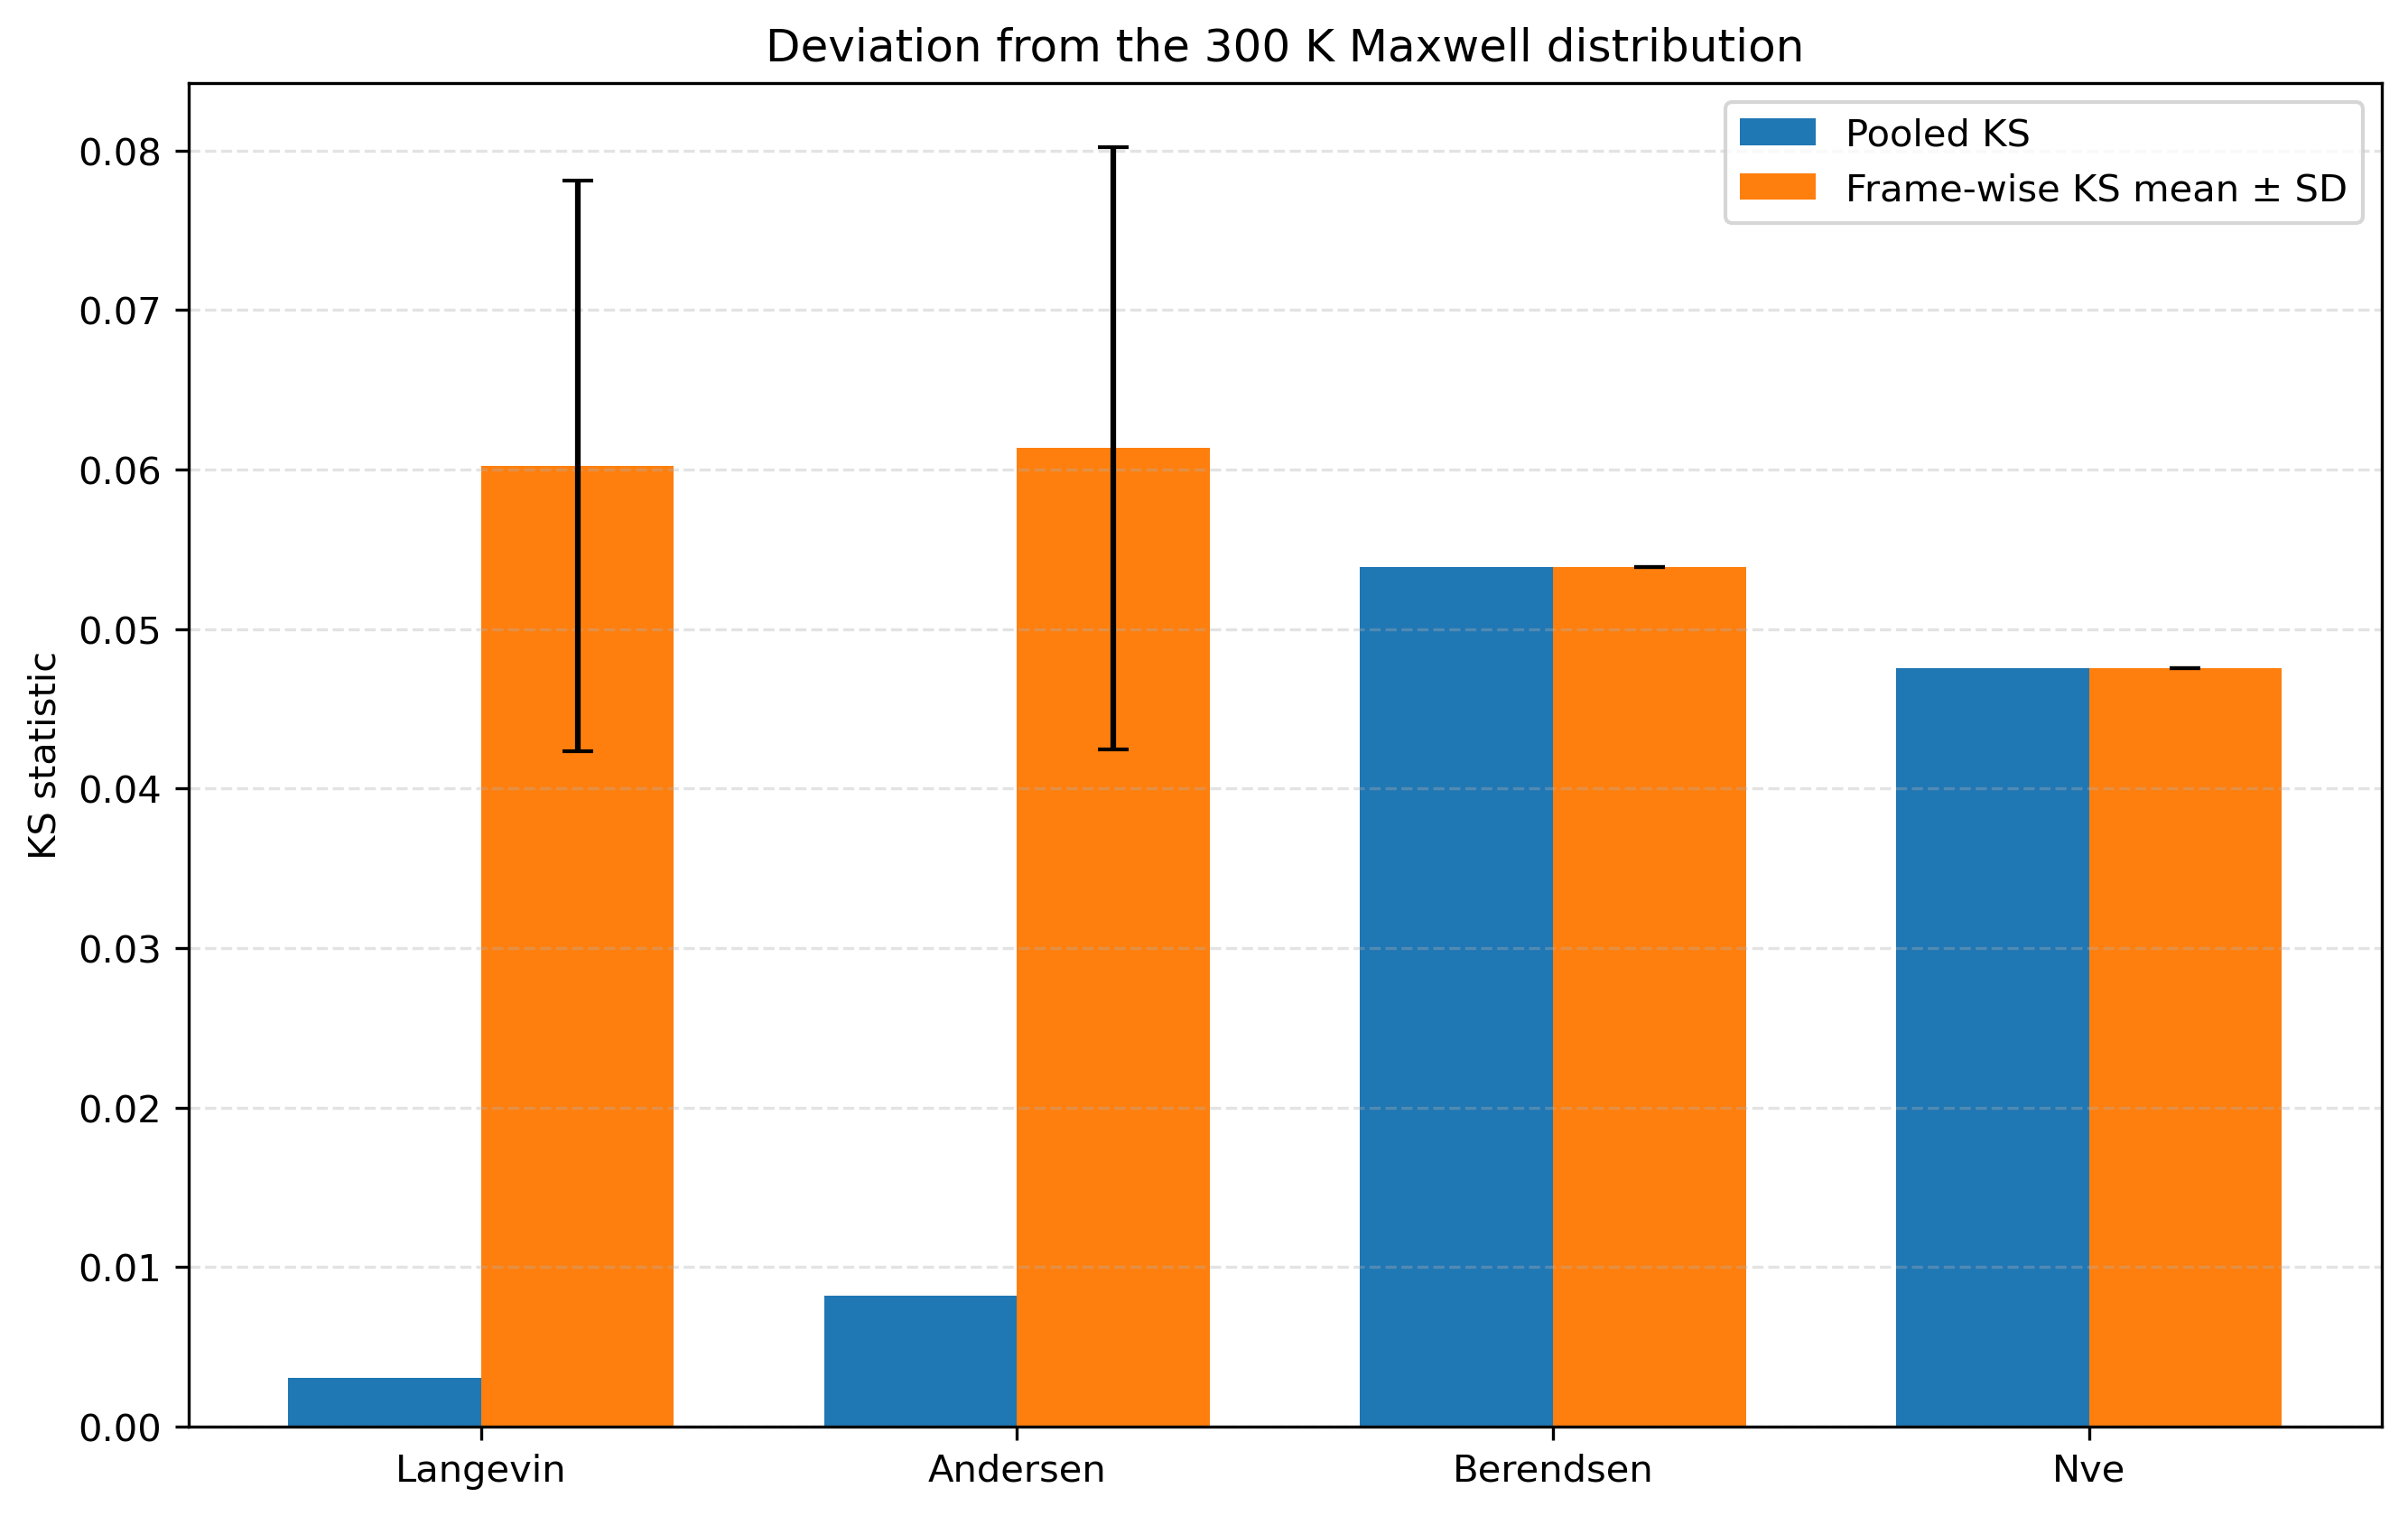 Deviation from the 300 K Maxwell distribution
Pooled KS
Frame-wise KS mean ± SD
KS statistic
0.08
0.07
0.06
0.05
0.04
0.03
0.02
0.01
0.00
Langevin Andersen Berendsen Nve